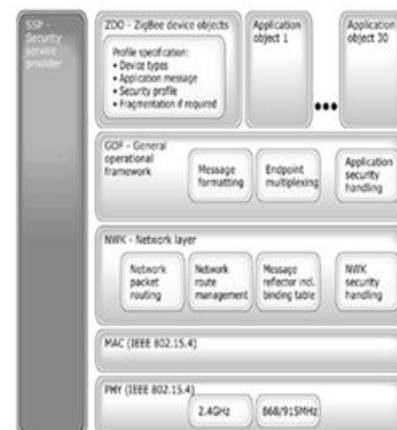 SSP -
Security
service
provider
ZDO - ZigBee device objects
Profile specification:
• Device types
• Application message
• Security profile
• Fragmentation if required
Application
object 1
•••
Application
object 30
GOF - General
operational
framework
Message
formatting
Endpoint
multiplexing
Application
security
handling
NWK - Network layer
Network
packet
routing
Network
route
management
Message
reflector incl.
binding table
NWK
security
handling
MAC (IEEE 802.15.4)
PHY (IEEE 802.15.4)
2.4GHz
868/915MHz